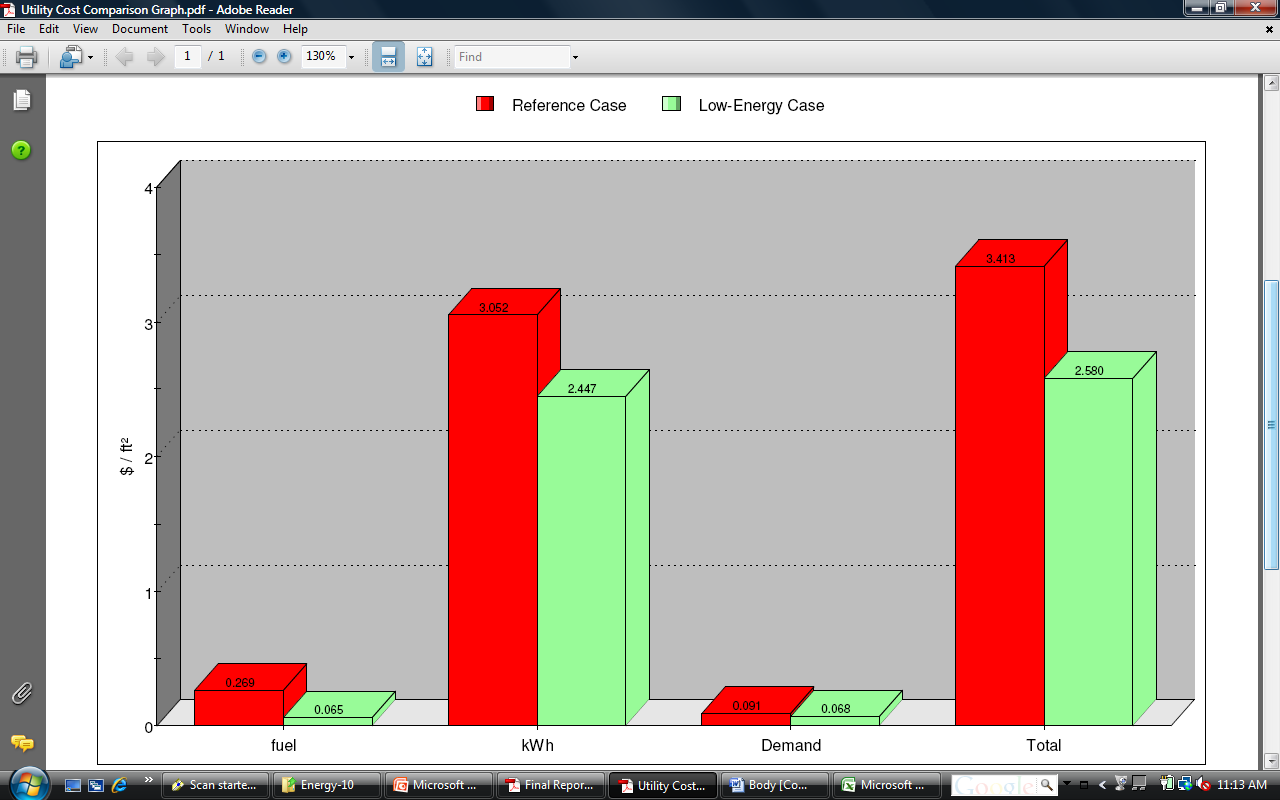 Utility Cost Comparison Graph.pdf - Adobe Reader
File Edit View Document Tools Window Help
1 / 1 130% Find
Reference Case Low-Energy Case
4
3.413
3
3.052
2.580
2.447
$ / ft²
2
1
0.269
0.065
0.091
0.068
0
fuel kWh Demand Total
Scan starte... Energy-10 Microsoft ... Final Repor... Utility Cost... Body [Co... Microsoft ... Google 11:13 AM